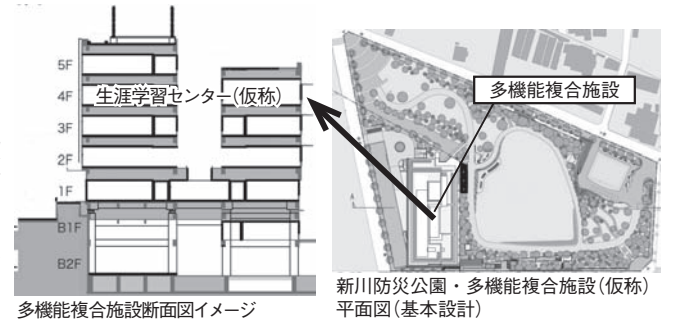 5F
4F
生涯学習センター(仮称)
3F
2F
1F
B1F
B2F
多機能複合施設断面図イメージ
多機能複合施設
新川防災公園・多機能複合施設(仮称)
平面図(基本設計)